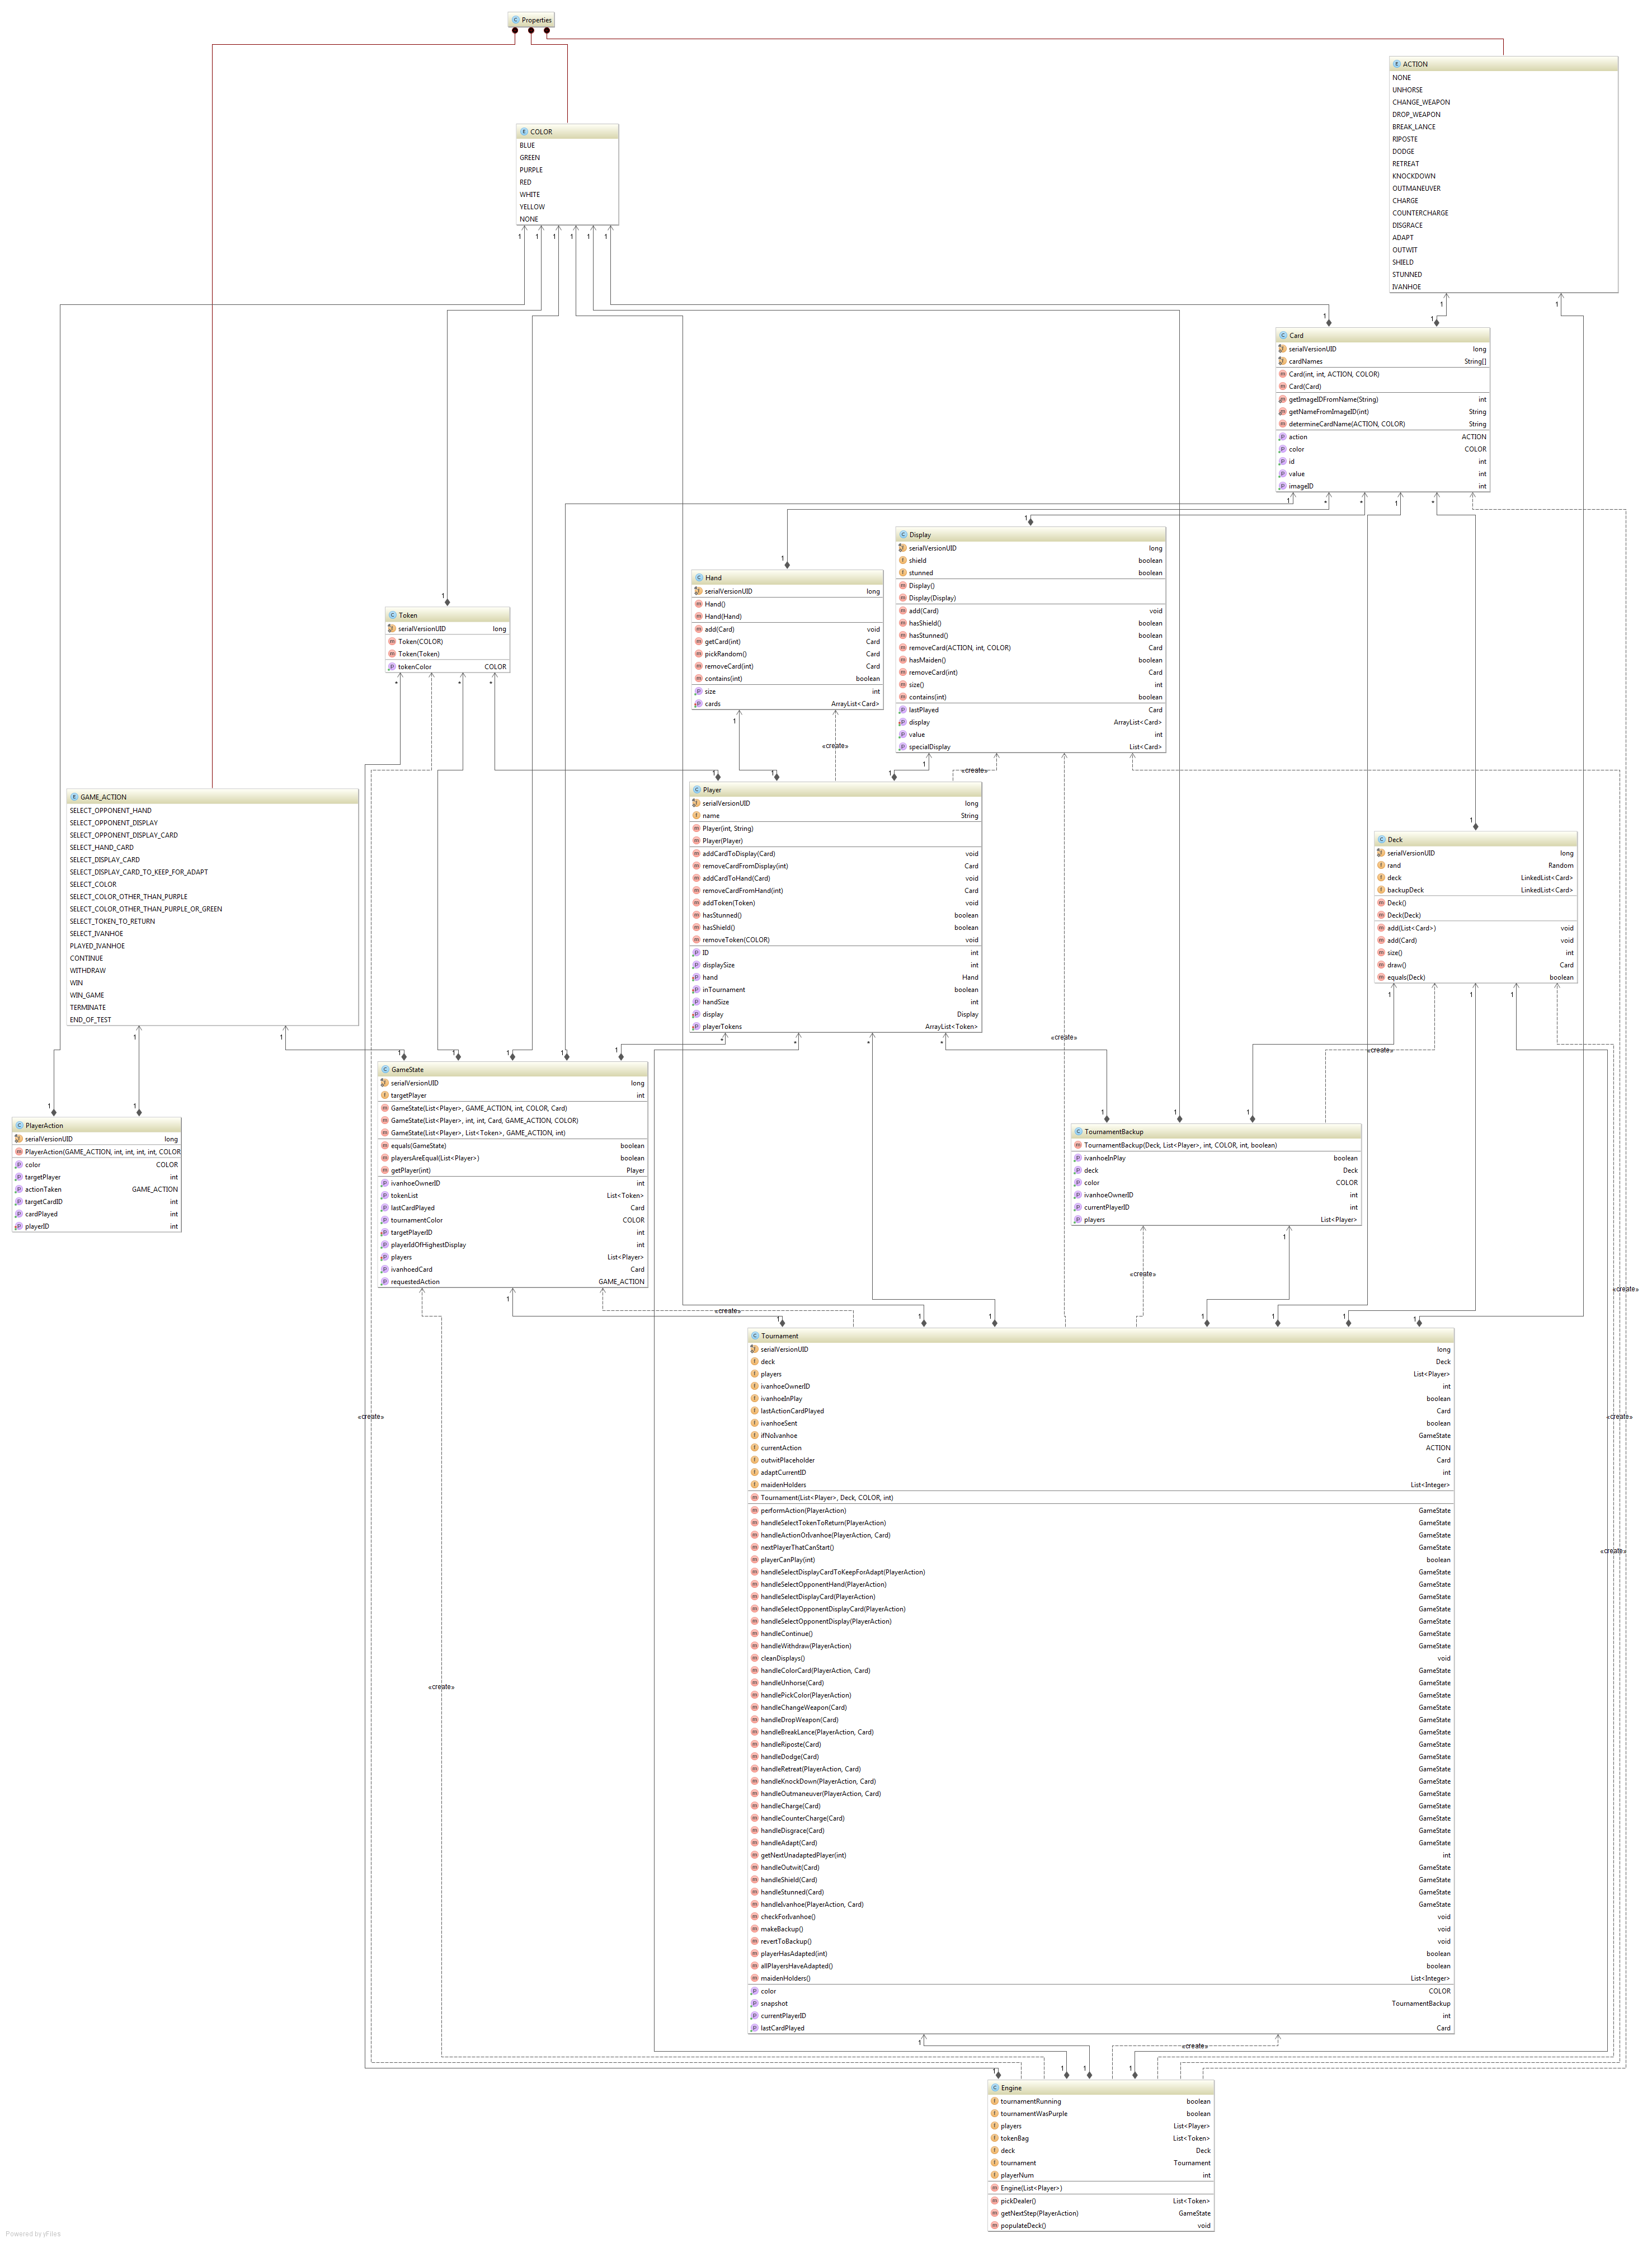 Properties
ACTION
NONE
UNHORSE
CHANGE_WEAPON
DROP_WEAPON
BREAK_LANCE
RIPOSTE
DODGE
RETREAT
KNOCKDOWN
OUTMANEUVER
CHARGE
COUNTERCHARGE
DISGRACE
ADAPT
OUTWIT
SHIELD
STUNNED
IVANHOE
COLOR
BLUE
GREEN
PURPLE
RED
WHITE
YELLOW
NONE
1 1 1 1 1 1
1 1
1 1
Card
serialVersionUID long
cardNames String[]
Card(int, int, ACTION, COLOR)
Card(Card)
getImageIDFromName(String) int
getNameFromImageID(int) String
determineCardName(ACTION, COLOR) String
action ACTION
color COLOR
id int
value int
imageID int
1 * * 1 *
Display
serialVersionUID long
shield boolean
stunned boolean
Display()
Display(Display)
add(Card) void
hasShield() boolean
hasStunned() boolean
removeCard(ACTION, int, COLOR) Card
hasMaiden() boolean
removeCard(int) Card
size() int
contains(int) boolean
lastPlayed Card
display ArrayList<Card>
value int
specialDisplay List<Card>
Hand
serialVersionUID long
Hand()
Hand(Hand)
add(Card) void
getCard(int) Card
pickRandom() Card
removeCard(int) Card
contains(int) boolean
size int
cards ArrayList<Card>
Token
serialVersionUID long
Token(COLOR)
Token(Token)
tokenColor COLOR
«create»
«create»
Player
serialVersionUID long
name String
Player(int, String)
Player(Player)
addCardToDisplay(Card) void
removeCardFromDisplay(int) Card
addCardToHand(Card) void
removeCardFromHand(int) Card
addToken(Token) void
hasStunned() boolean
hasShield() boolean
removeToken(COLOR) void
ID int
displaySize int
hand Hand
inTournament boolean
handSize int
display Display
playerTokens ArrayList<Token>
GAME_ACTION
SELECT_OPPONENT_HAND
SELECT_OPPONENT_DISPLAY
SELECT_OPPONENT_DISPLAY_CARD
SELECT_HAND_CARD
SELECT_DISPLAY_CARD
SELECT_DISPLAY_CARD_TO_KEEP_FOR_ADAPT
SELECT_COLOR
SELECT_COLOR_OTHER_THAN_PURPLE
SELECT_COLOR_OTHER_THAN_PURPLE_OR_GREEN
SELECT_TOKEN_TO_RETURN
SELECT_IVANHOE
PLAYED_IVANHOE
CONTINUE
WITHDRAW
WIN
WIN_GAME
TERMINATE
END_OF_TEST
Deck
serialVersionUID long
rand Random
deck LinkedList<Card>
backupDeck LinkedList<Card>
Deck()
Deck(Deck)
add(List<Card>) void
add(Card) void
size() int
draw() Card
equals(Deck) boolean
«create»
«create»
GameState
serialVersionUID long
targetPlayer int
GameState(List<Player>, GAME_ACTION, int, COLOR, Card)
GameState(List<Player>, int, int, Card, GAME_ACTION, COLOR)
GameState(List<Player>, List<Token>, GAME_ACTION, int)
equals(GameState) boolean
playersAreEqual(List<Player>) boolean
getPlayer(int) Player
ivanhoeOwnerID int
tokenList List<Token>
lastCardPlayed Card
tournamentColor COLOR
targetPlayerID int
playerIdOfHighestDisplay int
players List<Player>
ivanhoedCard Card
requestedAction GAME_ACTION
PlayerAction
serialVersionUID long
PlayerAction(GAME_ACTION, int, int, int, int, COLOR
color COLOR
targetPlayer int
actionTaken GAME_ACTION
targetCardID int
cardPlayed int
playerID int
TournamentBackup
TournamentBackup(Deck, List<Player>, int, COLOR, int, boolean)
ivanhoeInPlay boolean
deck Deck
color COLOR
ivanhoeOwnerID int
currentPlayerID int
players List<Player>
«create»
«create»
«create»
Tournament
serialVersionUID long
deck Deck
players List<Player>
ivanhoeOwnerID int
ivanhoeInPlay boolean
lastActionCardPlayed Card
ivanhoeSent boolean
ifNoIvanhoe GameState
currentAction ACTION
outwitPlaceholder Card
adaptCurrentID int
maidenHolders List<Integer>
Tournament(List<Player>, Deck, COLOR, int)
performAction(PlayerAction) GameState
handleSelectTokenToReturn(PlayerAction) GameState
handleActionOrIvanhoe(PlayerAction, Card) GameState
nextPlayerThatCanStart() GameState
playerCanPlay(int) boolean
handleSelectDisplayCardToKeepForAdapt(PlayerAction) GameState
handleSelectOpponentHand(PlayerAction) GameState
handleSelectDisplayCard(PlayerAction) GameState
handleSelectOpponentDisplayCard(PlayerAction) GameState
handleSelectOpponentDisplay(PlayerAction) GameState
handleContinue() GameState
handleWithdraw(PlayerAction) GameState
cleanDisplays() void
handleColorCard(PlayerAction, Card) GameState
handleUnhorse(Card) GameState
handlePickColor(PlayerAction) GameState
handleChangeWeapon(Card) GameState
handleDropWeapon(Card) GameState
handleBreakLance(PlayerAction, Card) GameState
handleRiposte(Card) GameState
handleDodge(Card) GameState
handleRetreat(PlayerAction, Card) GameState
handleKnockDown(PlayerAction, Card) GameState
handleOutmaneuver(PlayerAction, Card) GameState
handleCharge(Card) GameState
handleCounterCharge(Card) GameState
handleDisgrace(Card) GameState
handleAdapt(Card) GameState
getNextUnadaptedPlayer(int) int
handleOutwit(Card) GameState
handleShield(Card) GameState
handleStunned(Card) GameState
handleIvanhoe(PlayerAction, Card) GameState
checkForIvanhoe() void
makeBackup() void
revertToBackup() void
playerHasAdapted(int) boolean
allPlayersHaveAdapted() boolean
maidenHolders() List<Integer>
color COLOR
snapshot TournamentBackup
currentPlayerID int
lastCardPlayed Card
«create»
«create»
«create»
«create»
«create»
Engine
tournamentRunning boolean
tournamentWasPurple boolean
players List<Player>
tokenBag List<Token>
deck Deck
tournament Tournament
playerNum int
Engine(List<Player>)
pickDealer() List<Token>
getNextStep(PlayerAction) GameState
populateDeck() void
Powered by yFiles